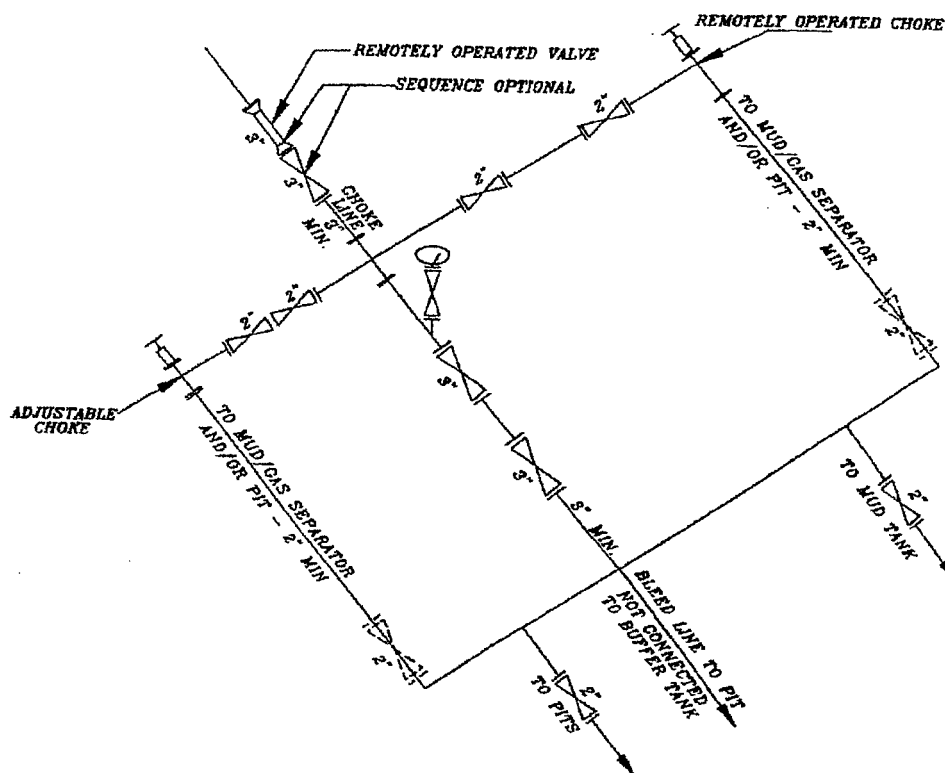 REMOTELY OPERATED CHOKE
REMOTELY OPERATED VALVE
SEQUENCE OPTIONAL
3"
3"
CHOKE
LINE
3"
MIN.
2"
2"
2"
2"
TO MUD/GAS SEPARATOR
AND/OR PIT - 2" MIN
2"
ADJUSTABLE
CHOKE
TO MUD/GAS SEPARATOR
AND/OR PIT - 2" MIN
2"
3"
3"
3" MIN.
BLEED LINE TO PIT
NOT CONNECTED
TO BUFFER TANK
2"
TO MUD TANK
2"
TO PITS